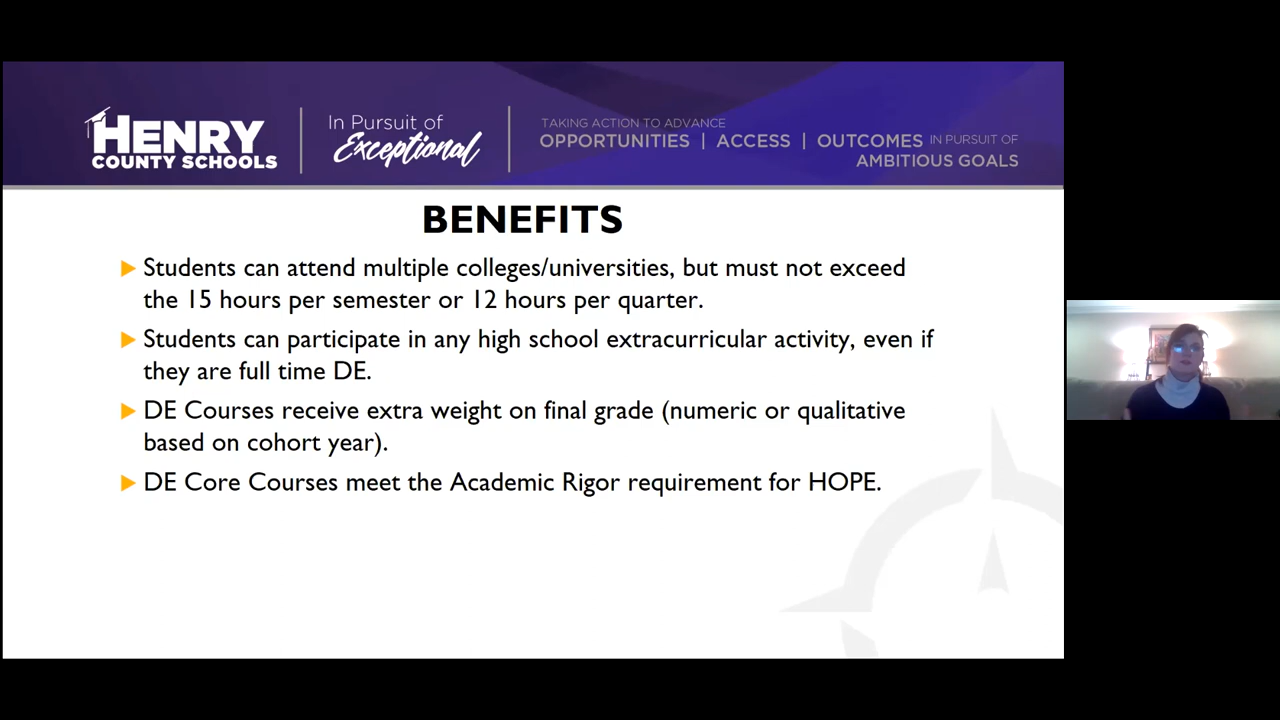 HENRY
COUNTY SCHOOLS
In Pursuit of
Exceptional
TAKING ACTION TO ADVANCE
OPPORTUNITIES | ACCESS | OUTCOMES IN PURSUIT OF
AMBITIOUS GOALS
BENEFITS
Students can attend multiple colleges/universities, but must not exceed
the 15 hours per semester or 12 hours per quarter.
Students can participate in any high school extracurricular activity, even if
they are full time DE.
DE Courses receive extra weight on final grade (numeric or qualitative
based on cohort year).
DE Core Courses meet the Academic Rigor requirement for HOPE.